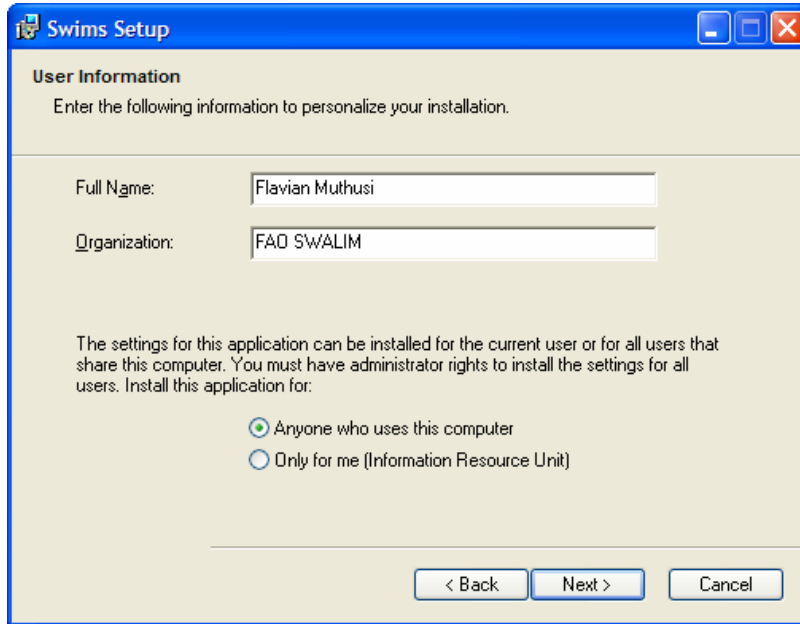 Swims Setup
User Information
Enter the following information to personalize your installation.
Full Name:
Flavian Muthusi
Organization:
FAO SWALIM
The settings for this application can be installed for the current user or for all users that
share this computer. You must have administrator rights to install the settings for all
users. Install this application for:
Anyone who uses this computer
Only for me (Information Resource Unit)
< Back
Next >
Cancel